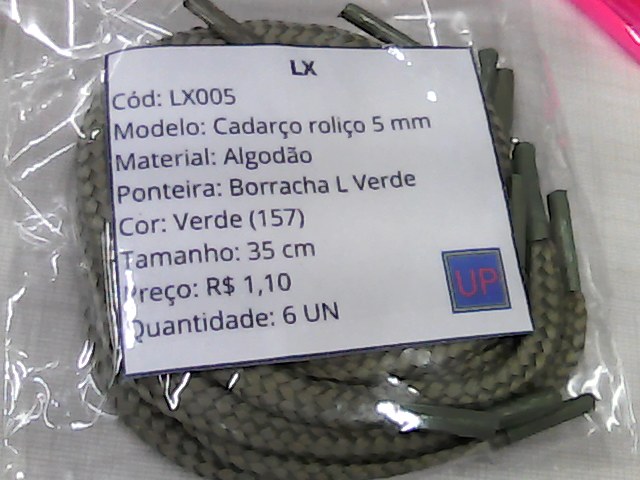 LX
Cód: LX005
Modelo: Cadarço roliço 5 mm
Material: Algodão
Ponteira: Borracha L Verde
Cor: Verde (157)
Tamanho: 35 cm
Preço: R$ 1,10
UP
Quantidade: 6 UN